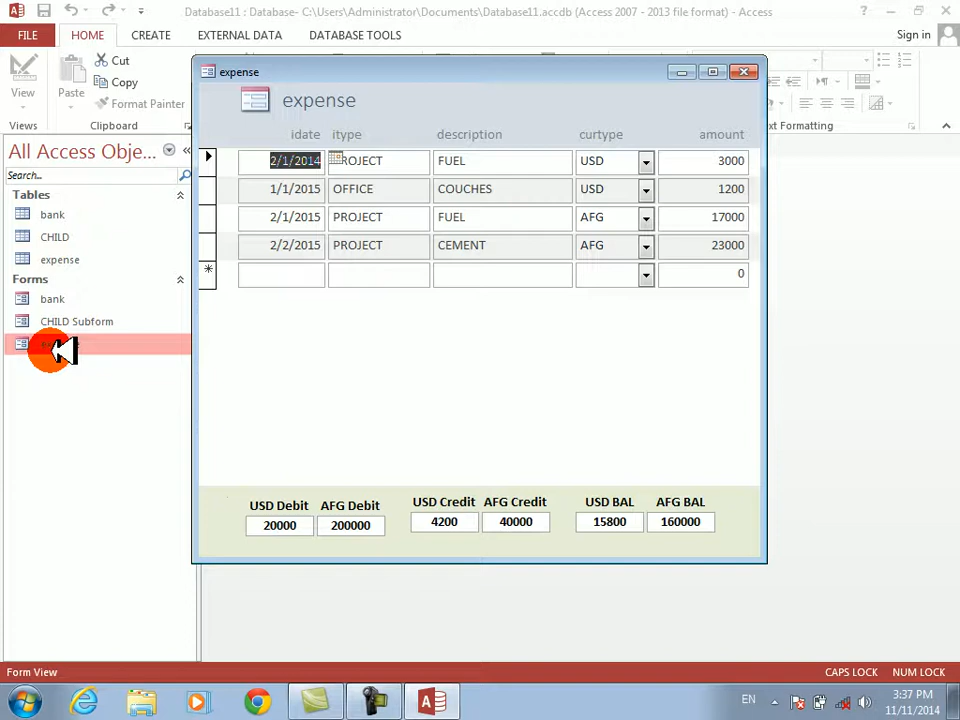 Database11 : Database- C:\Users\Administrator\Documents\Database11.accdb (Access 2007 - 2013 file format) - Access
FILE HOME CREATE EXTERNAL DATA DATABASE TOOLS Sign in
View
Views
Paste
Cut
Copy
Format Painter
Clipboard
Text Formatting
All Access Obje...
Search...
Tables
bank
CHILD
expense
Forms
bank
CHILD Subform
expense
expense
idate itype description curtype amount
2/1/2014 PROJECT FUEL USD 3000
1/1/2015 OFFICE COUCHES USD 1200
2/1/2015 PROJECT FUEL AFG 17000
2/2/2015 PROJECT CEMENT AFG 23000
0
USD Debit AFG Debit USD Credit AFG Credit USD BAL AFG BAL
20000 200000 4200 40000 15800 160000
Form View CAPS LOCK NUM LOCK
EN 3:37 PM
11/11/2014